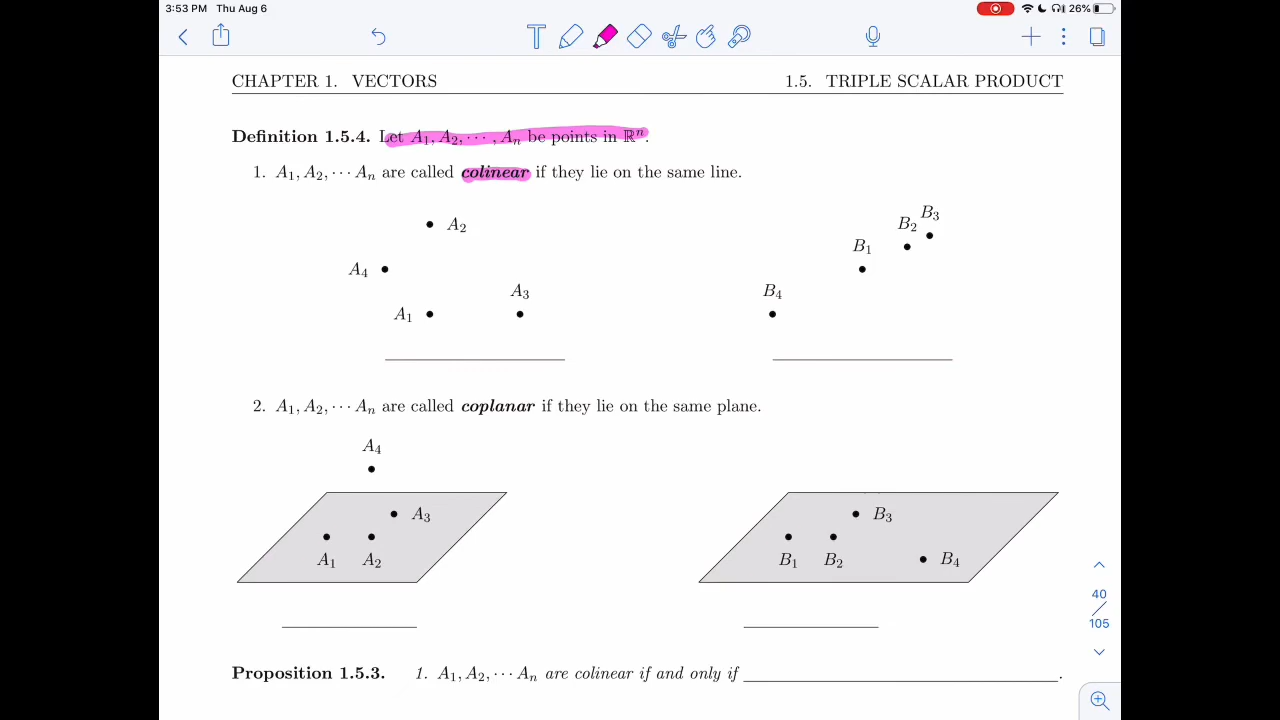 3:53 PM Thu Aug 6 26%
CHAPTER 1. VECTORS 1.5. TRIPLE SCALAR PRODUCT
Definition 1.5.4. Let A₁, A₂, ⋯ , Aₙ be points in ℝⁿ.
1. A₁, A₂, ⋯ Aₙ are called colinear if they lie on the same line.
A₂
A₄
A₃
A₁
B₃
B₂
B₁
B₄
2. A₁, A₂, ⋯ Aₙ are called coplanar if they lie on the same plane.
A₄
A₃
A₁ A₂
B₃
B₁ B₂ B₄
40
105
Proposition 1.5.3. 1. A₁, A₂, ⋯ Aₙ are colinear if and only if ____________________.